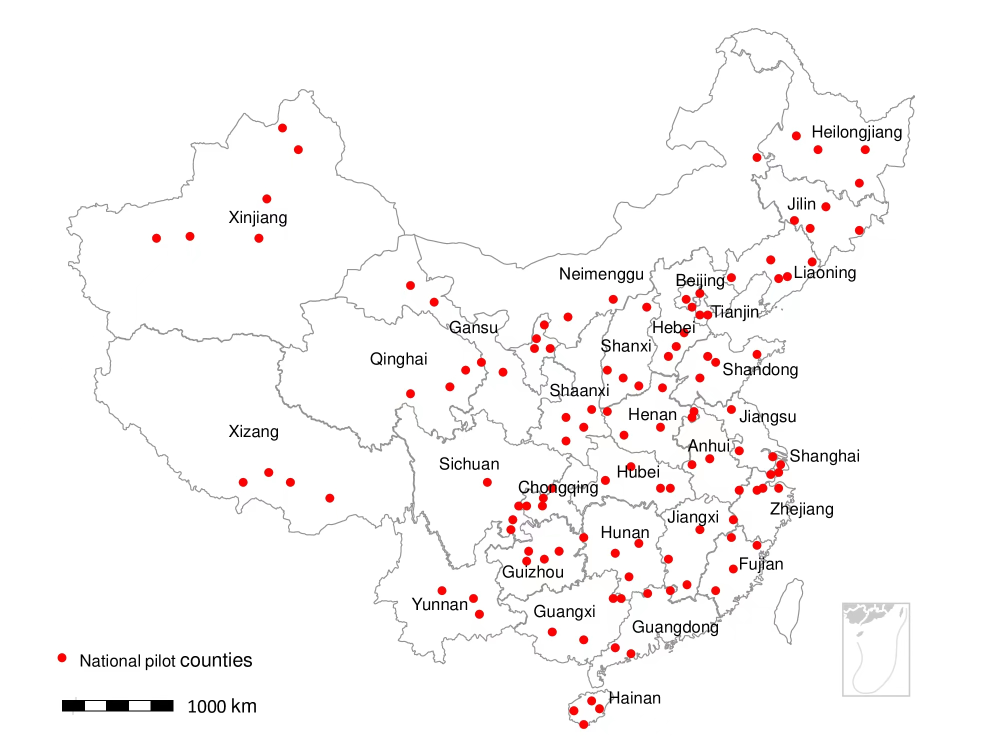 Heilongjiang
Jilin
Xinjiang
Neimenggu
Beijing
Liaoning
Tianjin
Gansu
Hebei
Shanxi
Qinghai
Shandong
Shaanxi
Henan
Jiangsu
Xizang
Anhui
Shanghai
Sichuan
Hubei
Chongqing
Zhejiang
Jiangxi
Hunan
Fujian
Guizhou
Yunnan
Guangxi
Guangdong
National pilot counties
Hainan
1000 km